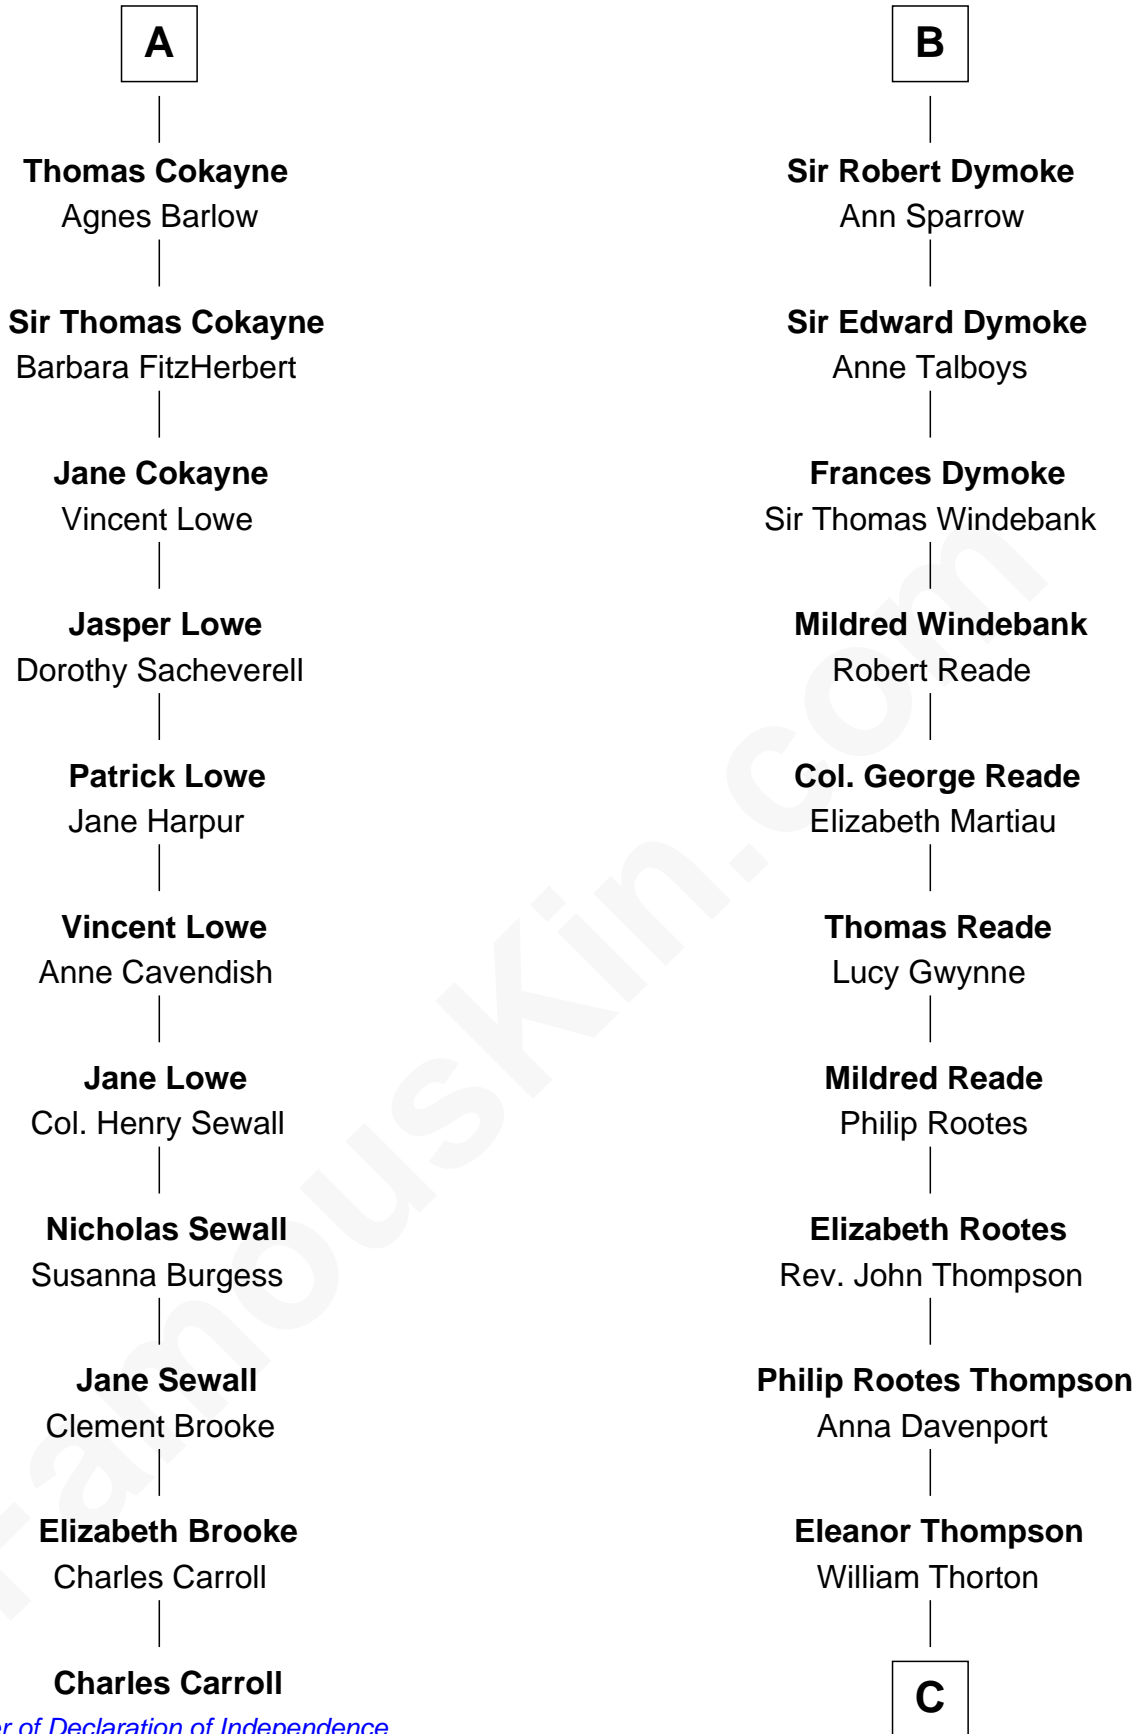 A
Thomas Cokayne
Agnes Barlow
Sir Thomas Cokayne
Barbara FitzHerbert
Jane Cokayne
Vincent Lowe
Jasper Lowe
Dorothy Sacheverell
Patrick Lowe
Jane Harpur
Vincent Lowe
Anne Cavendish
Jane Lowe
Col. Henry Sewall
Nicholas Sewall
Susanna Burgess
Jane Sewall
Clement Brooke
Elizabeth Brooke
Charles Carroll
Charles Carroll
er of Declaration of Independence
B
Sir Robert Dymoke
Ann Sparrow
Sir Edward Dymoke
Anne Talboys
Frances Dymoke
Sir Thomas Windebank
Mildred Windebank
Robert Reade
Col. George Reade
Elizabeth Martiau
Thomas Reade
Lucy Gwynne
Mildred Reade
Philip Rootes
Elizabeth Rootes
Rev. John Thompson
Philip Rootes Thompson
Anna Davenport
Eleanor Thompson
William Thorton
C
FamousKin.com